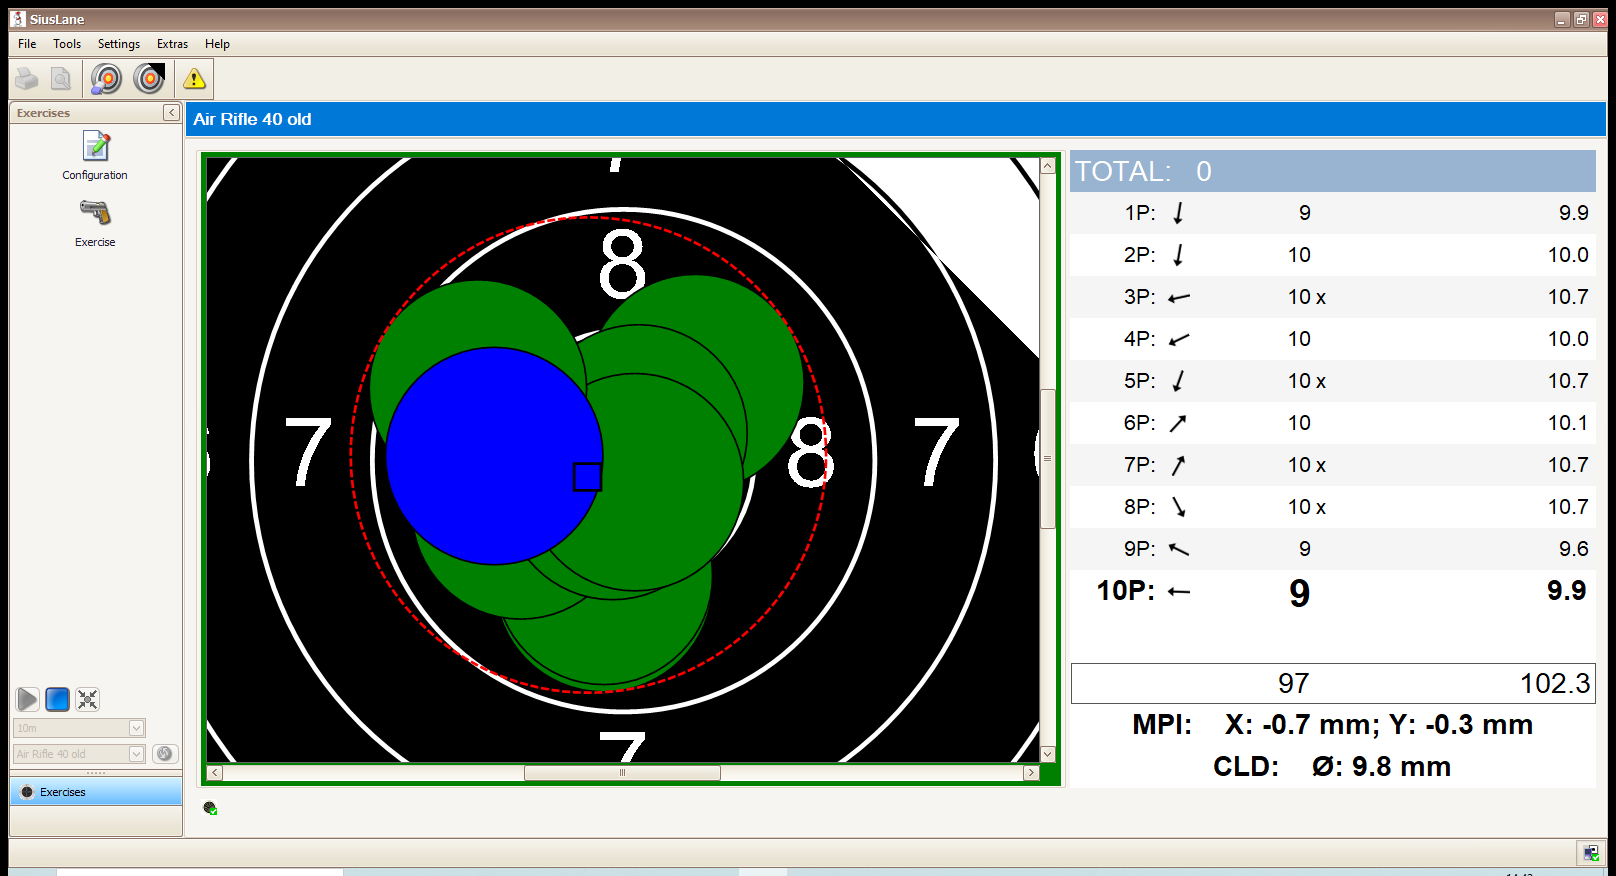 SiusLane
File Tools Settings Extras Help
Exercises
Configuration
Exercise
10m
Air Rifle 40 old
Exercises
Air Rifle 40 old
7
8
7 8 7
7
TOTAL: 0
1P: 9 9.9
2P: 10 10.0
3P: 10 x 10.7
4P: 10 10.0
5P: 10 x 10.7
6P: 10 10.1
7P: 10 x 10.7
8P: 10 x 10.7
9P: 9 9.6
10P: 9 9.9
97 102.3
MPI: X: -0.7 mm; Y: -0.3 mm
CLD: Ø: 9.8 mm